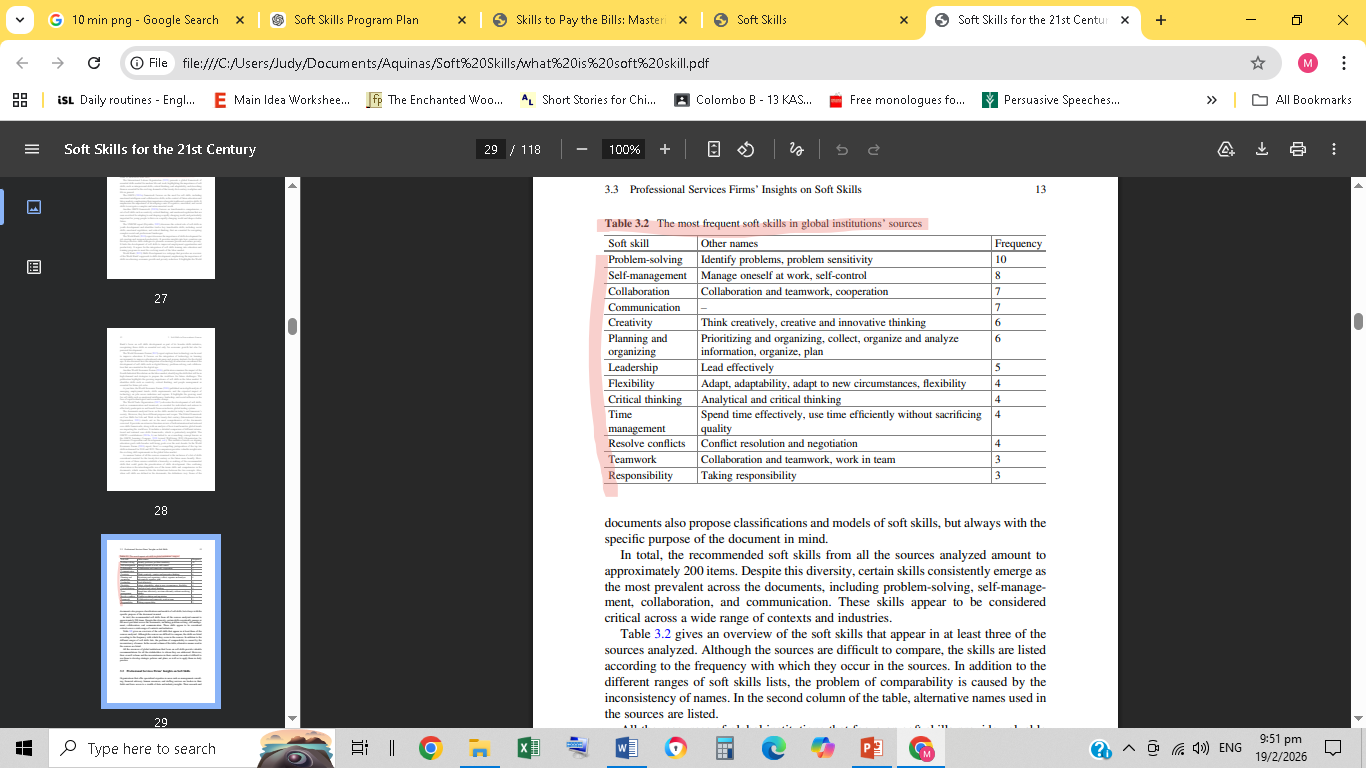 10 min png - Google Search
Soft Skills Program Plan
Skills to Pay the Bills: Master
Soft Skills
Soft Skills for the 21st Centur
File
file:///C:/Users/Judy/Documents/Aquinas/Soft%20Skills/what%20is%20soft%20skill.pdf
M
iSL Daily routines - Engl...
E Main Idea Workshee...
The Enchanted Woo...
Short Stories for Chi...
Colombo B - 13 KAS...
Free monologues fo...
Persuasive Speeches...
All Bookmarks
Soft Skills for the 21st Century
29 / 118
100%
27
28
29
3.3 Professional Services Firms' Insights on Soft Skills 13
Table 3.2 The most frequent soft skills in global institutions' sources
Soft skill Other names Frequency
Problem-solving Identify problems, problem sensitivity 10
Self-management Manage oneself at work, self-control 8
Collaboration Collaboration and teamwork, cooperation 7
Communication – 7
Creativity Think creatively, creative and innovative thinking 6
Planning and Prioritizing and organizing, collect, organize and analyze 6
organizing information, organize, plan
Leadership Lead effectively 5
Flexibility Adapt, adaptability, adapt to new circumstances, flexibility 4
Critical thinking Analytical and critical thinking 4
Time Spend time effectively, use time efficiently without sacrificing 4
management quality
Resolve conflicts Conflict resolution and negotiation 4
Teamwork Collaboration and teamwork, work in team 3
Responsibility Taking responsibility 3
documents also propose classifications and models of soft skills, but always with the
specific purpose of the document in mind.
In total, the recommended soft skills from all the sources analyzed amount to
approximately 200 items. Despite this diversity, certain skills consistently emerge as
the most prevalent across the documents, including problem-solving, self-manage-
ment, collaboration, and communication. These skills appear to be considered
critical across a wide range of contexts and industries.
Table 3.2 gives an overview of the soft skills that appear in at least three of the
sources analyzed. Although the sources are difficult to compare, the skills are listed
according to the frequency with which they occur in the sources. In addition to the
different ranges of soft skills lists, the problem of comparability is caused by the
inconsistency of names. In the second column of the table, alternative names used in
the sources are listed.
Type here to search
ENG
9:51 pm
19/2/2026